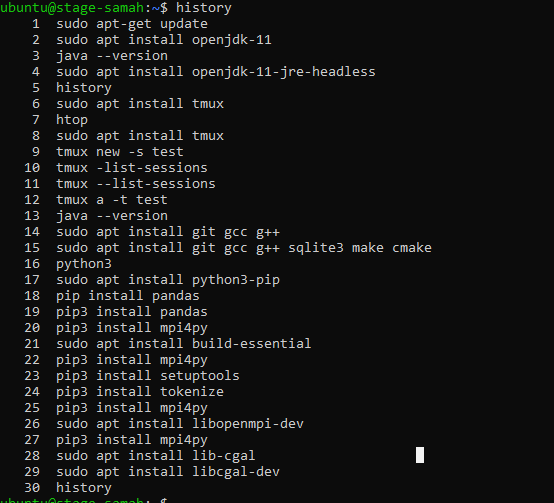 ubuntu@stage-samah:~$ history
1 sudo apt-get update
2 sudo apt install openjdk-11
3 java --version
4 sudo apt install openjdk-11-jre-headless
5 history
6 sudo apt install tmux
7 htop
8 sudo apt install tmux
9 tmux new -s test
10 tmux -list-sessions
11 tmux --list-sessions
12 tmux a -t test
13 java --version
14 sudo apt install git gcc g++
15 sudo apt install git gcc g++ sqlite3 make cmake
16 python3
17 sudo apt install python3-pip
18 pip install pandas
19 pip3 install pandas
20 pip3 install mpi4py
21 sudo apt install build-essential
22 pip3 install mpi4py
23 pip3 install setuptools
24 pip3 install tokenize
25 pip3 install mpi4py
26 sudo apt install libopenmpi-dev
27 pip3 install mpi4py
28 sudo apt install lib-cgal
29 sudo apt install libcgal-dev
30 history
ubuntu@stage-samah:~$